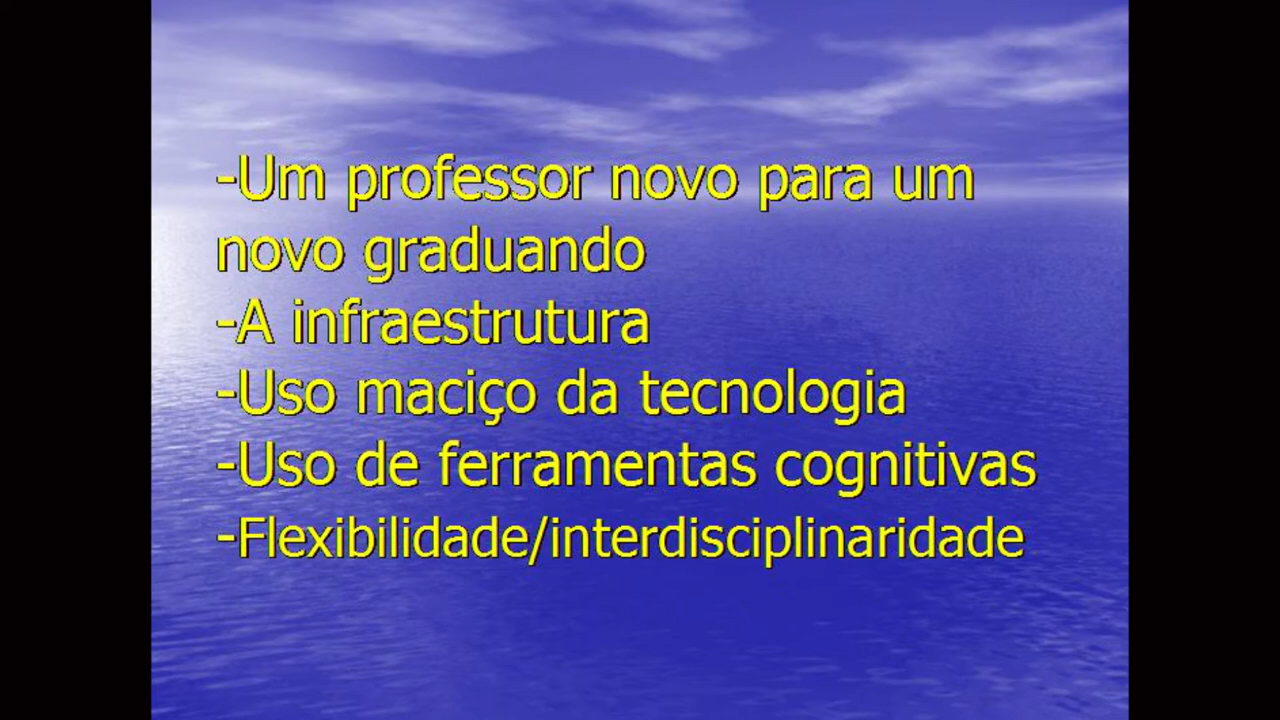 -Um professor novo para um
novo graduando
-A infraestrutura
-Uso maciço da tecnologia
-Uso de ferramentas cognitivas
-Flexibilidade/interdisciplinaridade